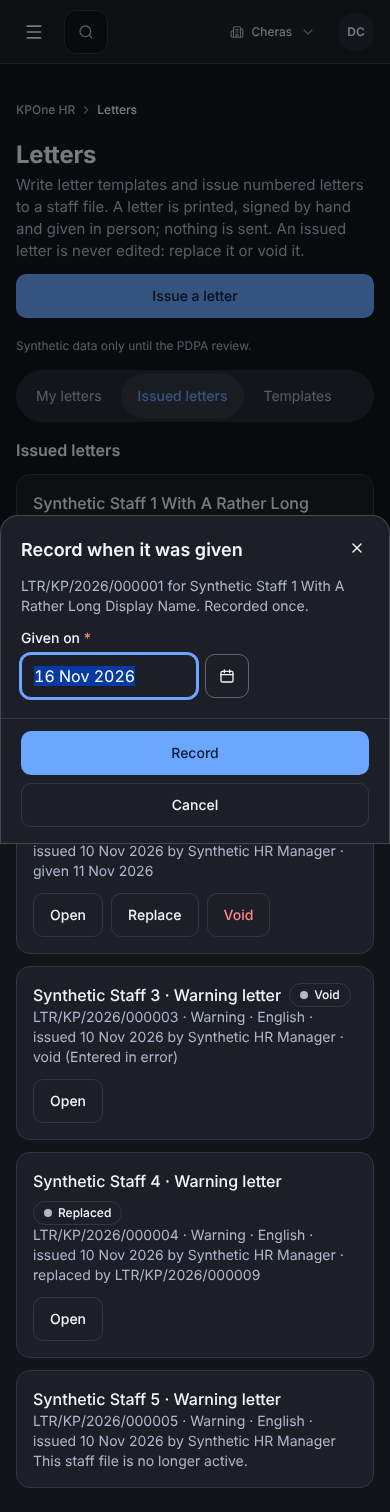 Cheras
DC
KPOne HR > Letters
Letters
Write letter templates and issue numbered letters
to a staff file. A letter is printed, signed by hand
and given in person; nothing is sent. An issued
letter is never edited: replace it or void it.
Issue a letter
Synthetic data only until the PDPA review.
My letters
Issued letters
Templates
Issued letters
Synthetic Staff 1 With A Rather Long
Record when it was given
LTR/KP/2026/000001 for Synthetic Staff 1 With A
Rather Long Display Name. Recorded once.
Given on *
16 Nov 2026
Record
Cancel
issued 10 Nov 2026 by Synthetic HR Manager ·
given 11 Nov 2026
Open
Replace
Void
Synthetic Staff 3 · Warning letter
Void
LTR/KP/2026/000003 · Warning · English ·
issued 10 Nov 2026 by Synthetic HR Manager ·
void (Entered in error)
Open
Synthetic Staff 4 · Warning letter
Replaced
LTR/KP/2026/000004 · Warning · English ·
issued 10 Nov 2026 by Synthetic HR Manager ·
replaced by LTR/KP/2026/000009
Open
Synthetic Staff 5 · Warning letter
LTR/KP/2026/000005 · Warning · English ·
issued 10 Nov 2026 by Synthetic HR Manager
This staff file is no longer active.